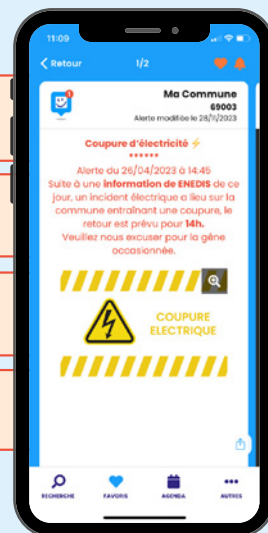 11:09
Retour
1/2
Ma Commune
69003
Alerte modifiée le 28/11/2023
Coupure d'électricité ⚡
******
Alerte du 26/04/2023 à 14:45
Suite à une information de ENEDIS de ce
jour, un incident électrique a lieu sur la
commune entraînant une coupure, le
retour est prévu pour 14h.
Veuillez nous excuser pour la gêne
occasionnée.
COUPURE
ELECTRIQUE
RECHERCHE FAVORIS AGENDA AUTRES